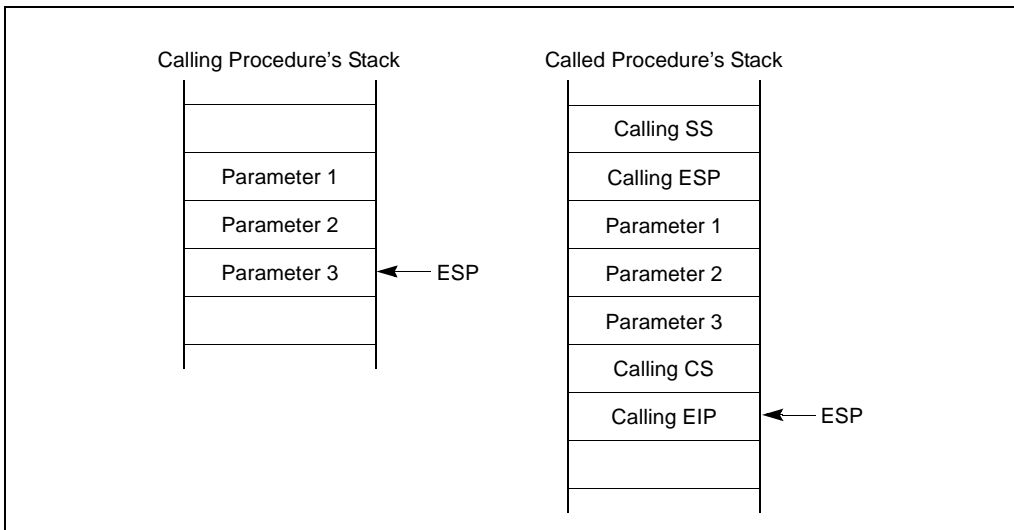 Calling Procedure's Stack
Parameter 1
Parameter 2
Parameter 3
ESP
Called Procedure's Stack
Calling SS
Calling ESP
Parameter 1
Parameter 2
Parameter 3
Calling CS
Calling EIP
ESP